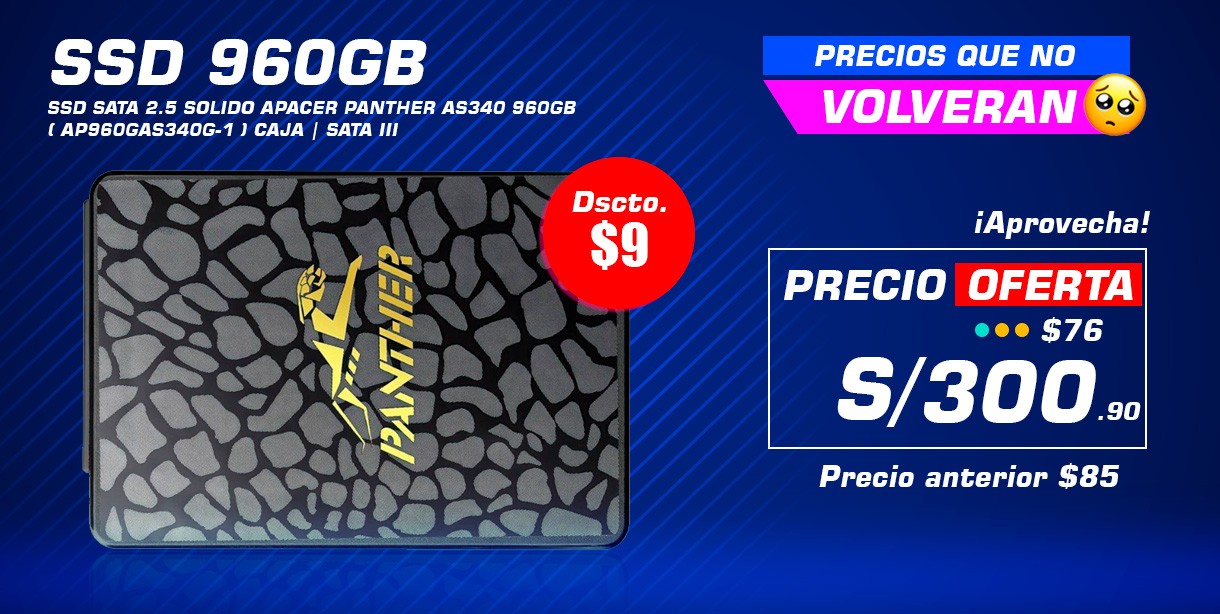 SSD 960GB
SSD SATA 2.5 SOLIDO APACER PANTHER AS340 960GB
( AP960GAS340G-1 ) CAJA | SATA III
PRECIOS QUE NO
VOLVERAN
Dscto.
$9
PANTHER
¡Aprovecha!
PRECIO OFERTA
$76
S/300.90
Precio anterior $85